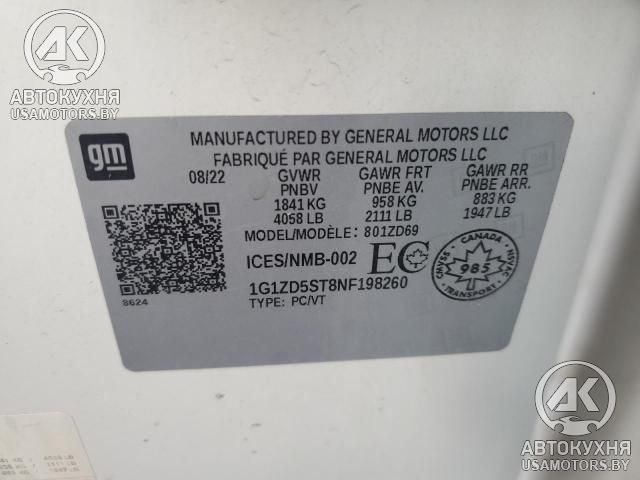 АВТОКУХНЯ
USAMOTORS.BY
gm
MANUFACTURED BY GENERAL MOTORS LLC
FABRIQUÉ PAR GENERAL MOTORS LLC
08/22 GVWR GAWR FRT GAWR RR
PNBV PNBE AV. PNBE ARR.
1841 KG 958 KG 883 KG
4058 LB 2111 LB 1947 LB
MODEL/MODÈLE: 801ZD69
ICES/NMB-002 EC
CANADA
CMVSS 985 NSVAC
TRANSPORT
8624
1G1ZD5ST8NF198260
TYPE: PC/VT
АВТОКУХНЯ
USAMOTORS.BY